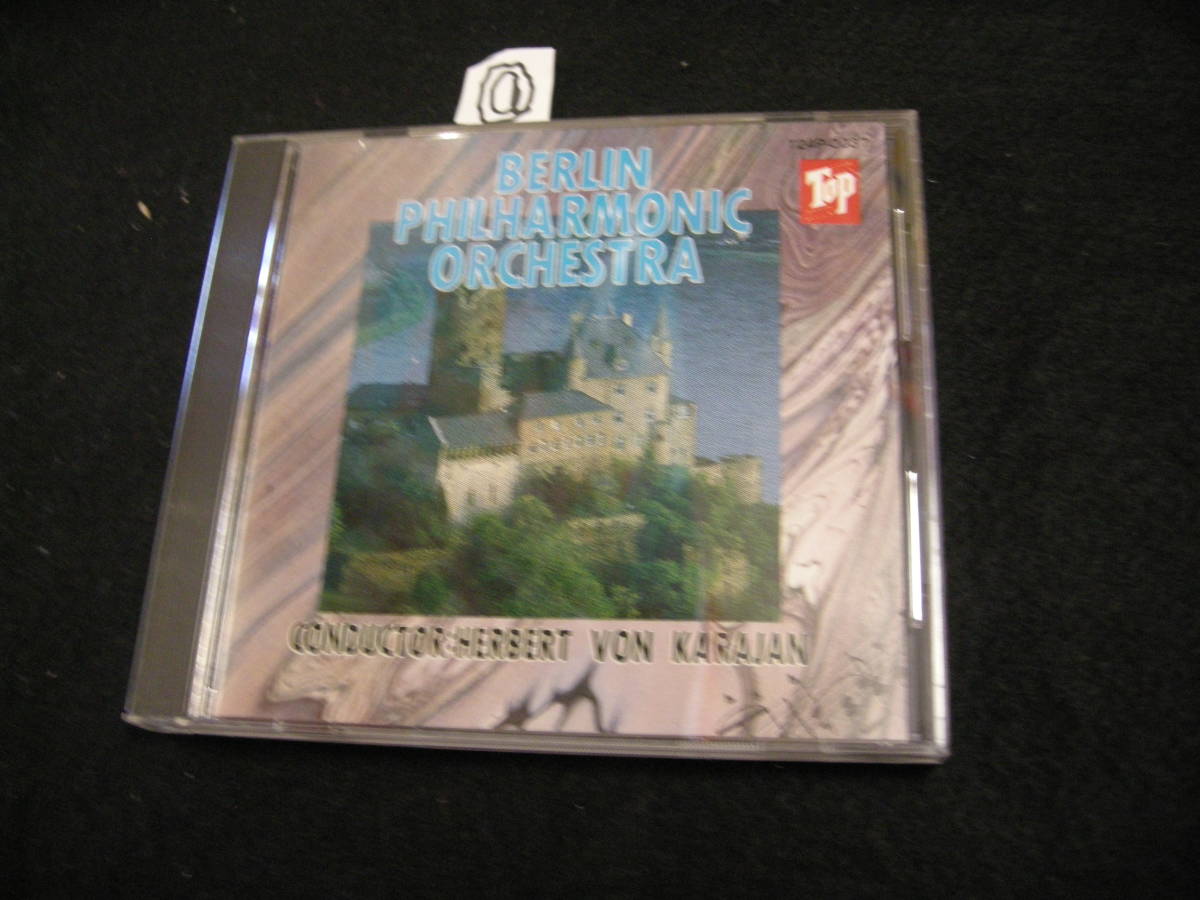 @
BERLIN
PHILHARMONIC
ORCHESTRA
Top
CONDUCTOR:HERBERT VON KARAJAN